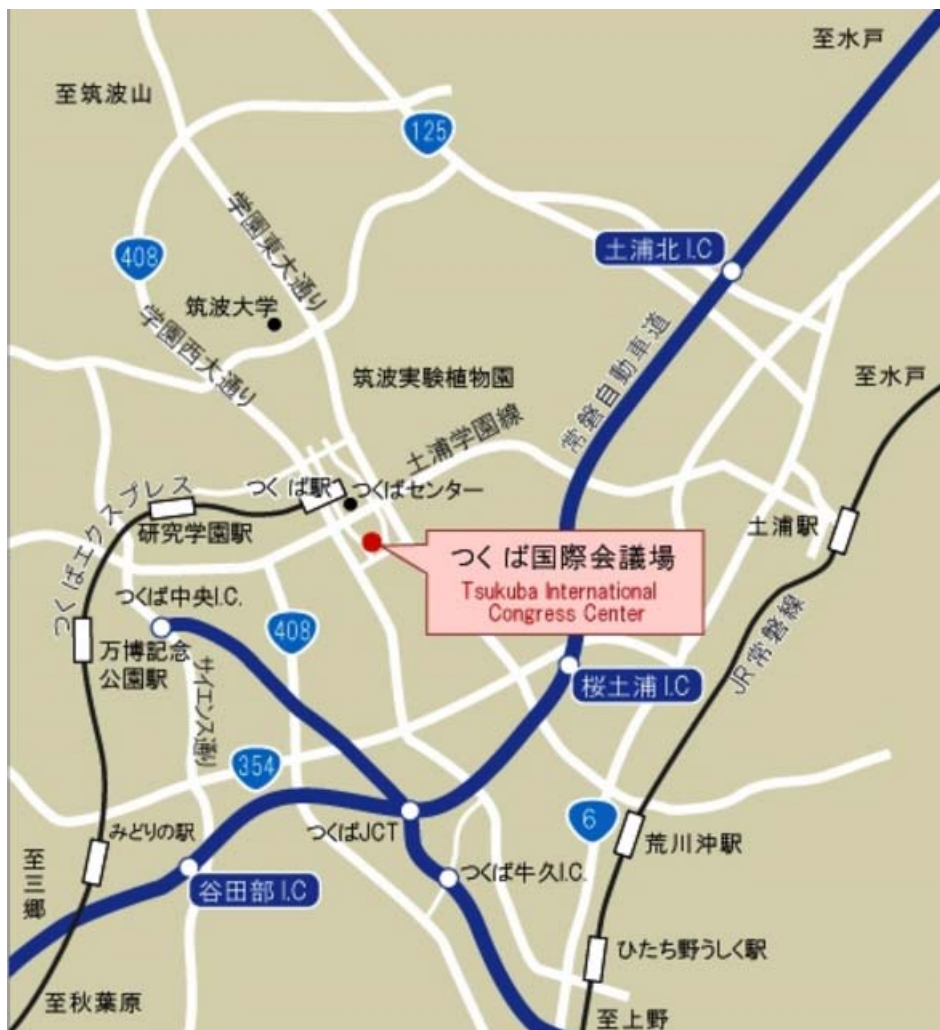 至水戸
至筑波山
125
学園東大通り
土浦北I.C
408
筑波大学
学園西大通り
常磐自動車道
筑波実験植物園
至水戸
土浦学園線
つくばエクスプレス
つくば駅
つくばセンター
研究学園駅
土浦駅
つくば国際会議場
Tsukuba International
Congress Center
つくば中央I.C.
408
万博記念
公園駅
サイエンス通り
桜土浦I.C
JR常磐線
354
みどりの駅
つくばJCT
6
荒川沖駅
至三郷
谷田部I.C
つくば牛久I.C.
ひたち野うしく駅
至秋葉原
至上野